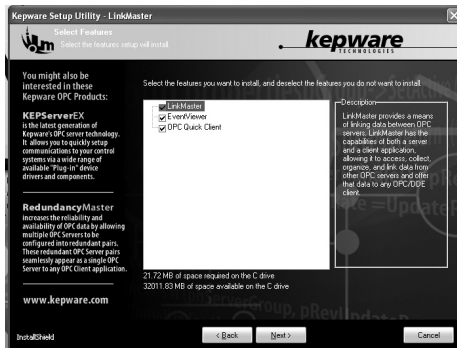 Kepware Setup Utility - LinkMaster
Select Features
Select the features setup will install.
kepware
TECHNOLOGIES
You might also be
interested in these
Kepware OPC Products:
KEPServerEX
is the latest generation of
Kepware's OPC server technology.
It allows you to quickly setup
communications to your control
systems via a wide range of
available "Plug-in" device
drivers and components.
RedundancyMaster
increases the reliability and
availability of OPC data by allowing
multiple OPC Servers to be
configured into redundant pairs.
These redundant OPC Server pairs
seamlessly appear as a single OPC
Server to any OPC Client application.
www.kepware.com
Select the features you want to install, and deselect the features you do not want to install.
LinkMaster
EventViewer
OPC Quick Client
Description
LinkMaster provides a means
of linking data between OPC
servers. LinkMaster has the
capabilities of both a server
and a client application,
allowing it to access, collect,
organize, and link data from
other OPC servers and offer
that data to any OPC/DDE
client.
21.72 MB of space required on the C drive
32011.83 MB of space available on the C drive
InstallShield
< Back
Next >
Cancel